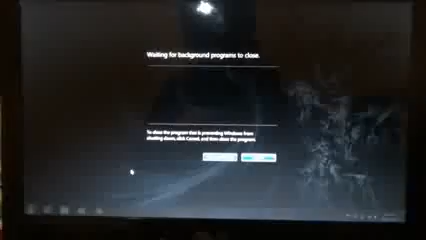 Waiting for background programs to close.
To close the program that is preventing Windows from
shutting down, click Cancel, and then close the program.